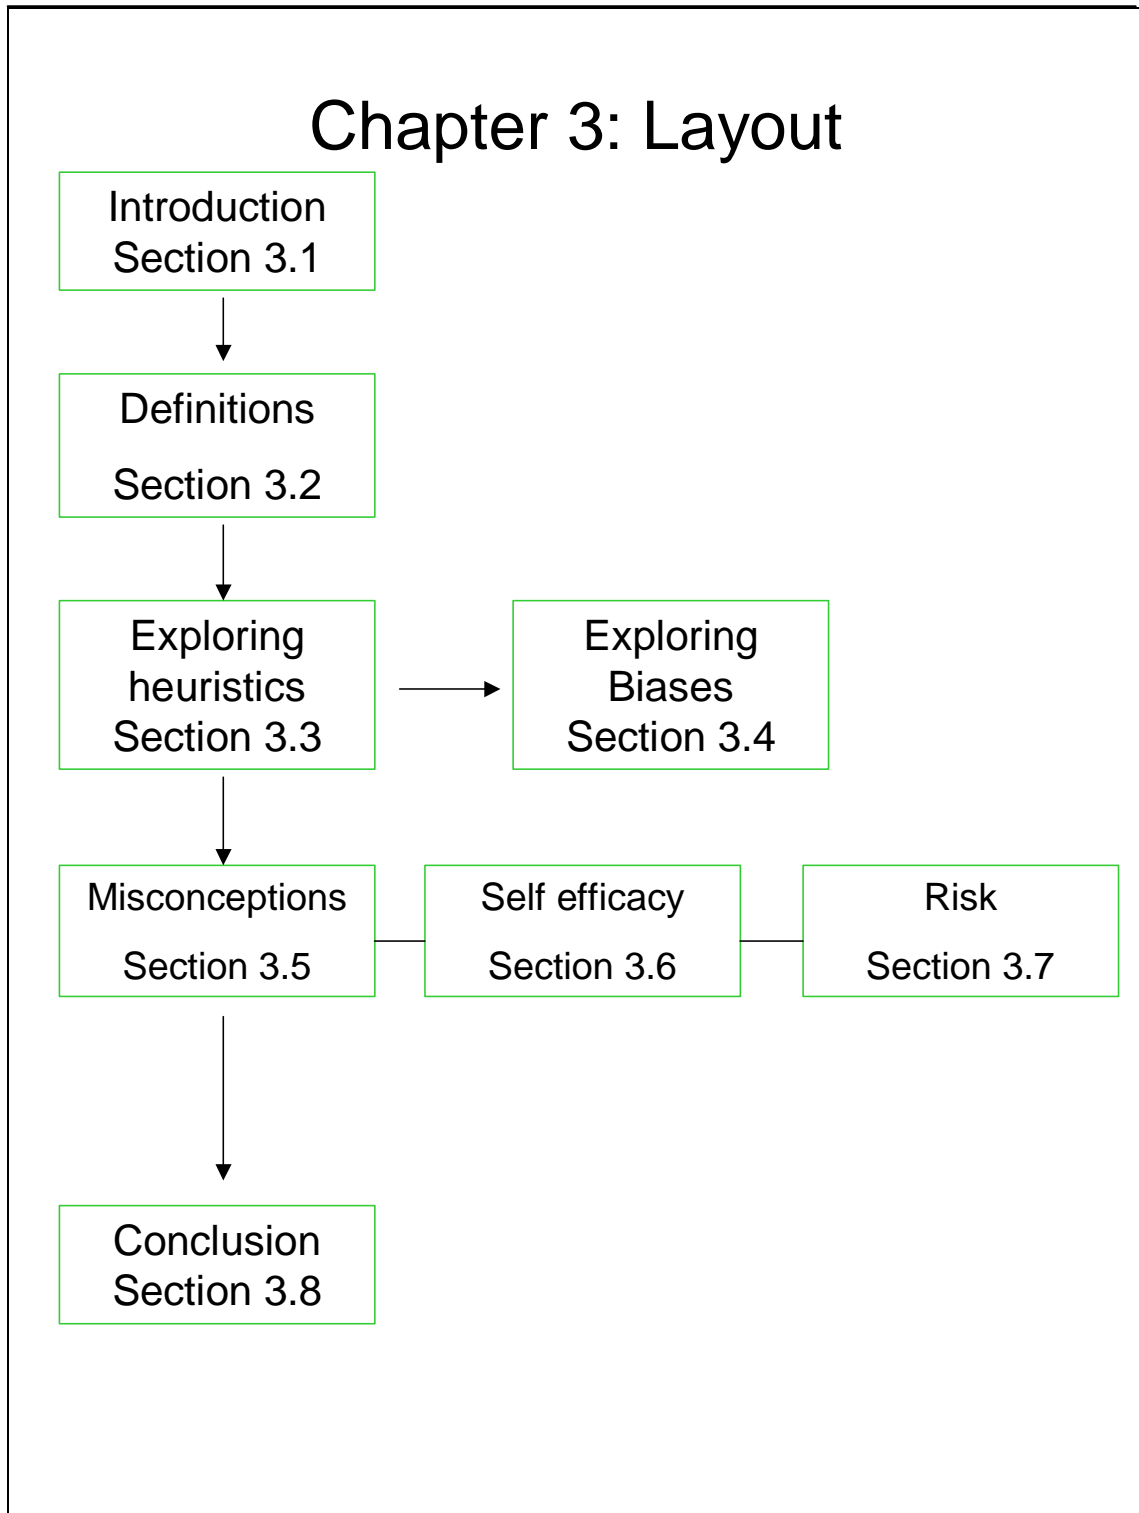 Chapter 3: Layout
Introduction
Section 3.1
Definitions
Section 3.2
Exploring
heuristics
Section 3.3
Exploring
Biases
Section 3.4
Misconceptions
Section 3.5
Self efficacy
Section 3.6
Risk
Section 3.7
Conclusion
Section 3.8